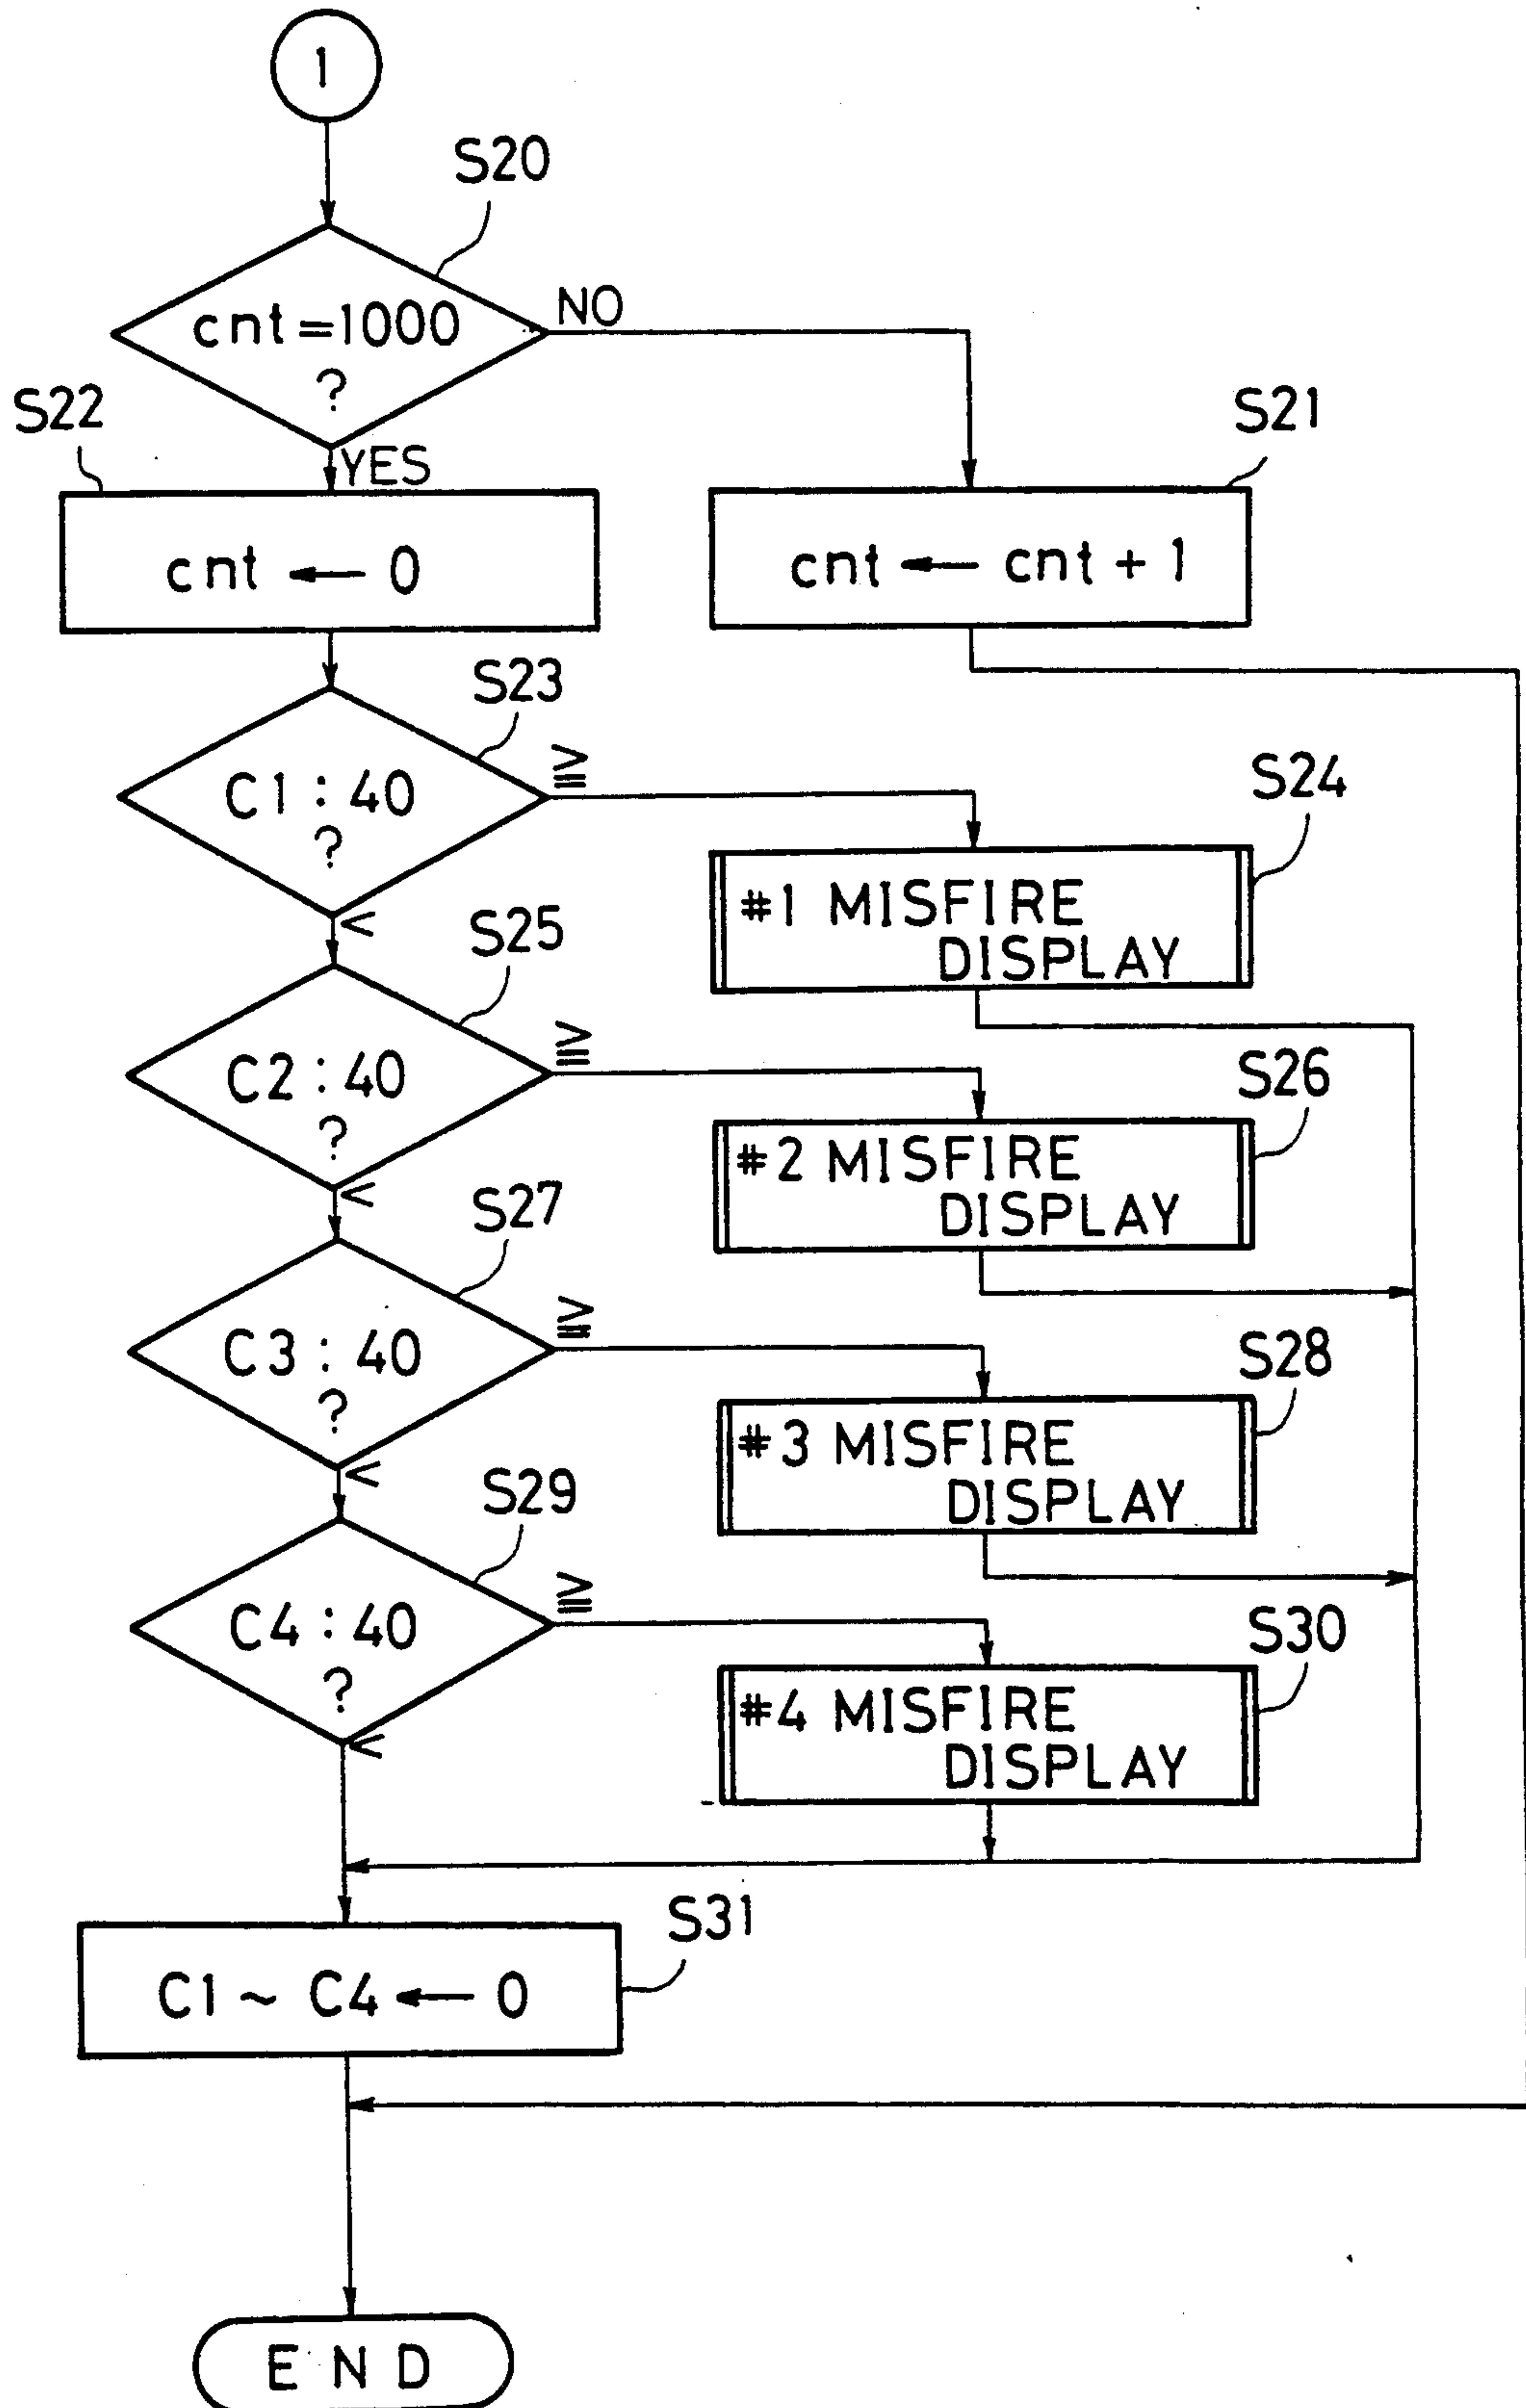 1
S20
cnt=1000
?
NO
YES
S22
cnt ← 0
S21
cnt ← cnt + 1
S23
C1 : 40
?
≧
<
S24
#1 MISFIRE
DISPLAY
S25
C2 : 40
?
≧
<
S26
#2 MISFIRE
DISPLAY
S27
C3 : 40
?
≧
<
S28
#3 MISFIRE
DISPLAY
S29
C4 : 40
?
≧
<
S30
#4 MISFIRE
DISPLAY
S31
C1 ~ C4 ← 0
END